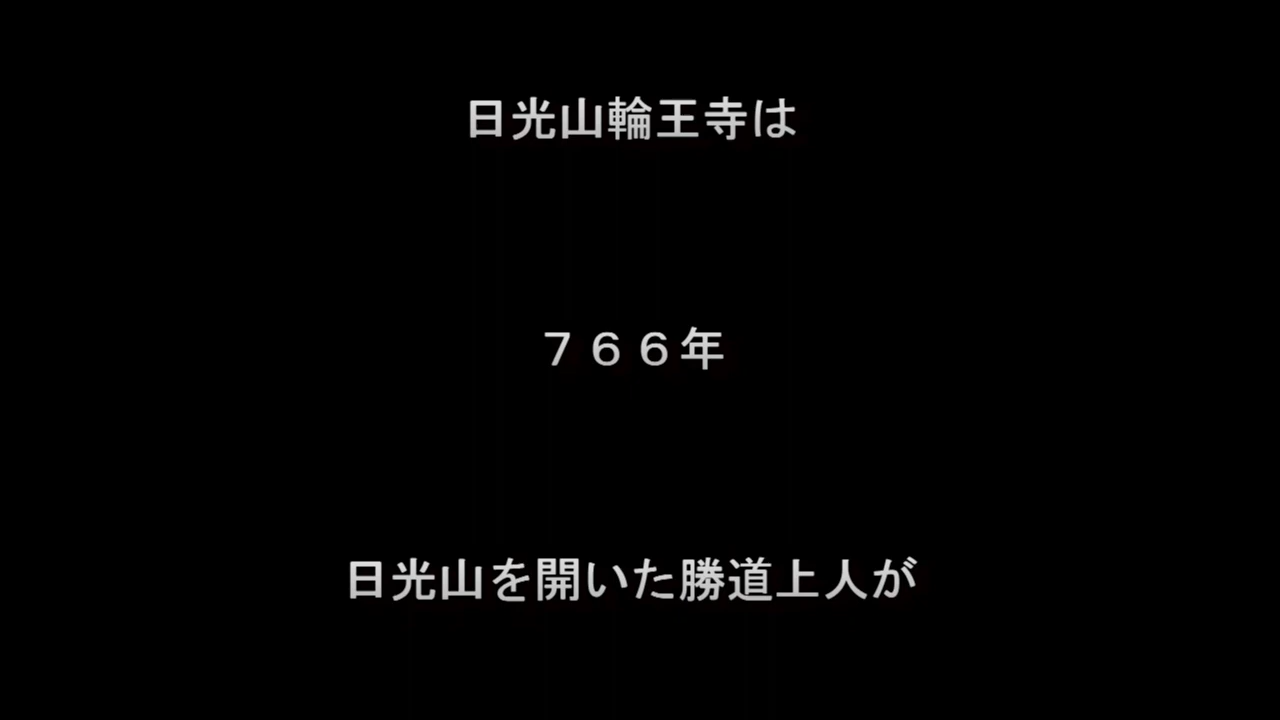 日光山輪王寺は
７６６年
日光山を開いた勝道上人が